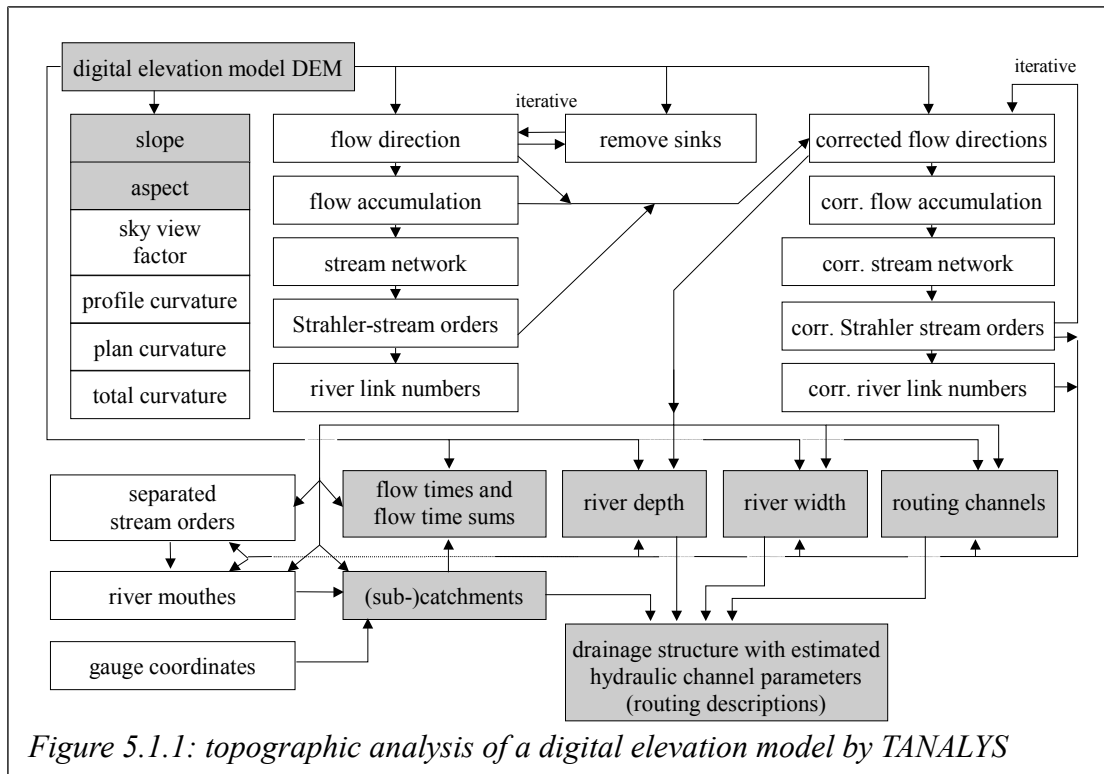 digital elevation model DEM
iterative
iterative
slope
flow direction
remove sinks
corrected flow directions
aspect
flow accumulation
corr. flow accumulation
sky view
factor
stream network
corr. stream network
profile curvature
Strahler-stream orders
corr. Strahler stream orders
plan curvature
total curvature
river link numbers
corr. river link numbers
separated
stream orders
flow times and
flow time sums
river depth
river width
routing channels
river mouthes
(sub-)catchments
gauge coordinates
drainage structure with estimated
hydraulic channel parameters
(routing descriptions)
Figure 5.1.1: topographic analysis of a digital elevation model by TANALYS